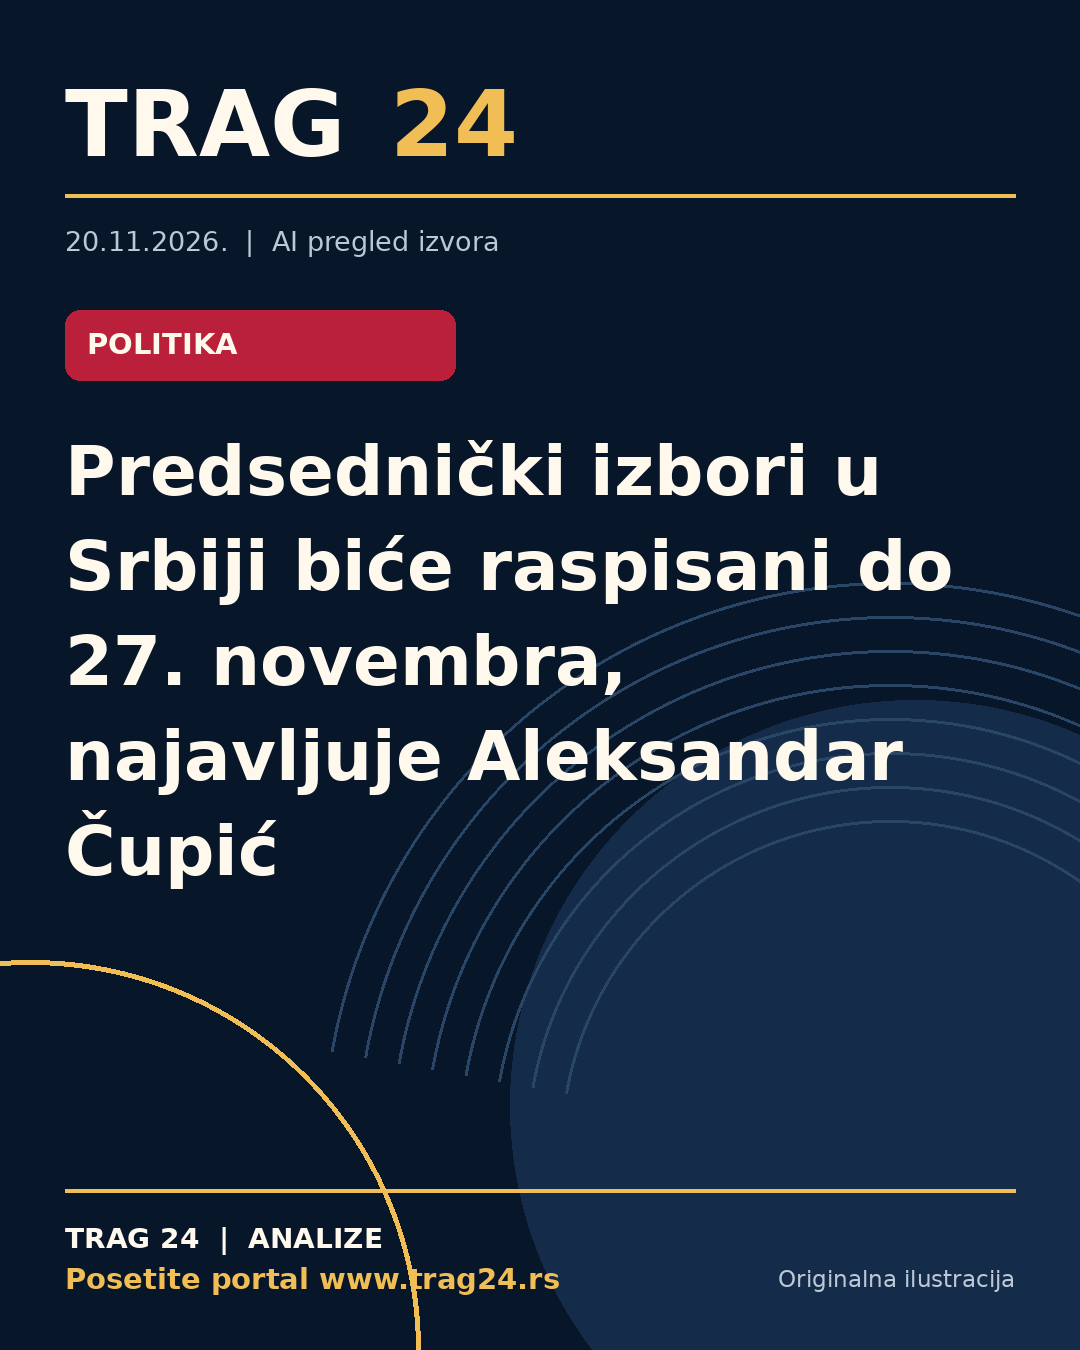 TRAG 24
20.11.2026. | AI pregled izvora
POLITIKA
Predsednički izbori u
Srbiji biće raspisani do
27. novembra,
najavljuje Aleksandar
Čupić
TRAG 24 | ANALIZE
Posetite portal www.trag24.rs
Originalna ilustracija